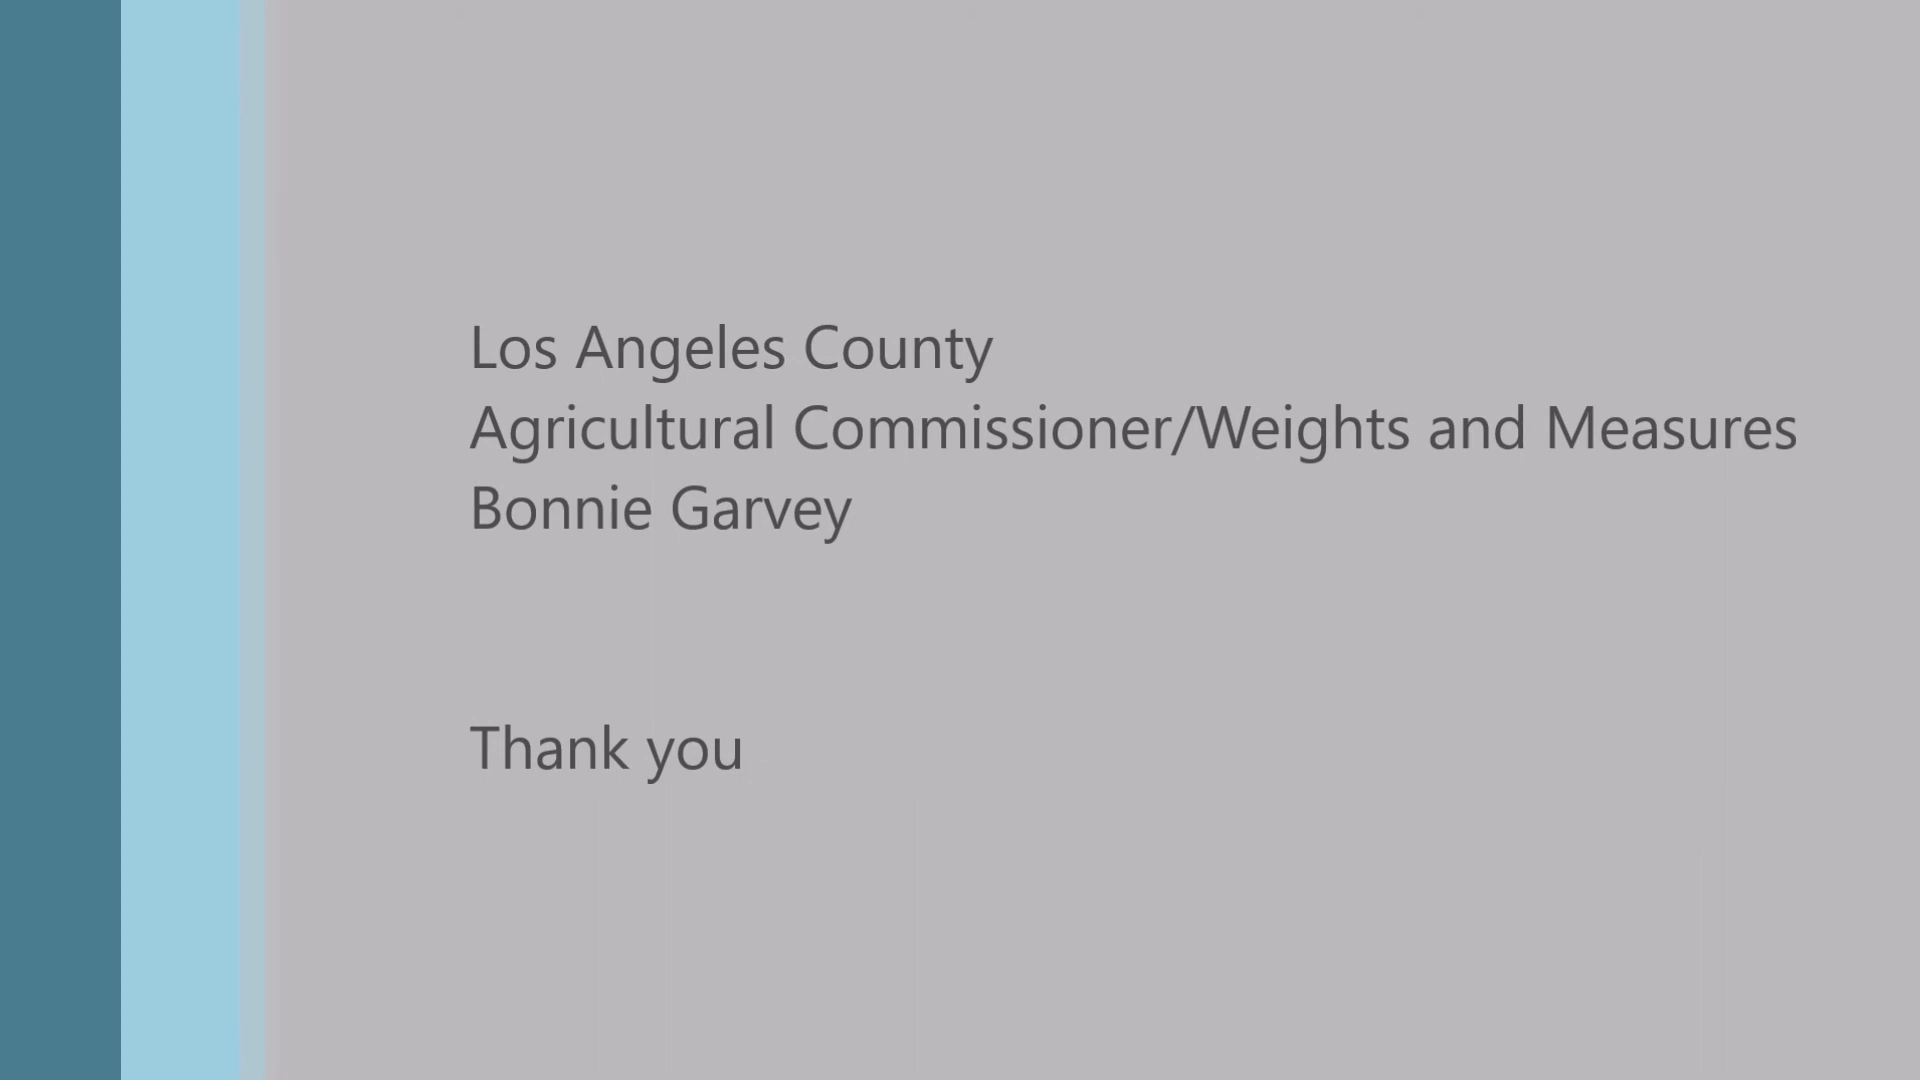 Los Angeles County
Agricultural Commissioner/Weights and Measures
Bonnie Garvey
Thank you